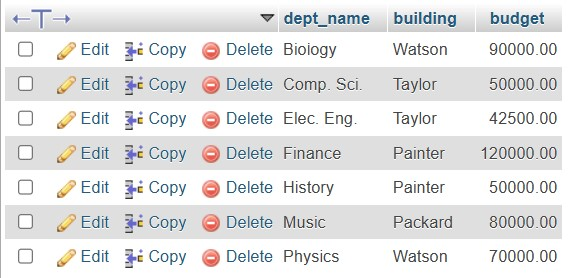 dept_name building budget
Edit Copy Delete Biology Watson 90000.00
Edit Copy Delete Comp. Sci. Taylor 50000.00
Edit Copy Delete Elec. Eng. Taylor 42500.00
Edit Copy Delete Finance Painter 120000.00
Edit Copy Delete History Painter 50000.00
Edit Copy Delete Music Packard 80000.00
Edit Copy Delete Physics Watson 70000.00